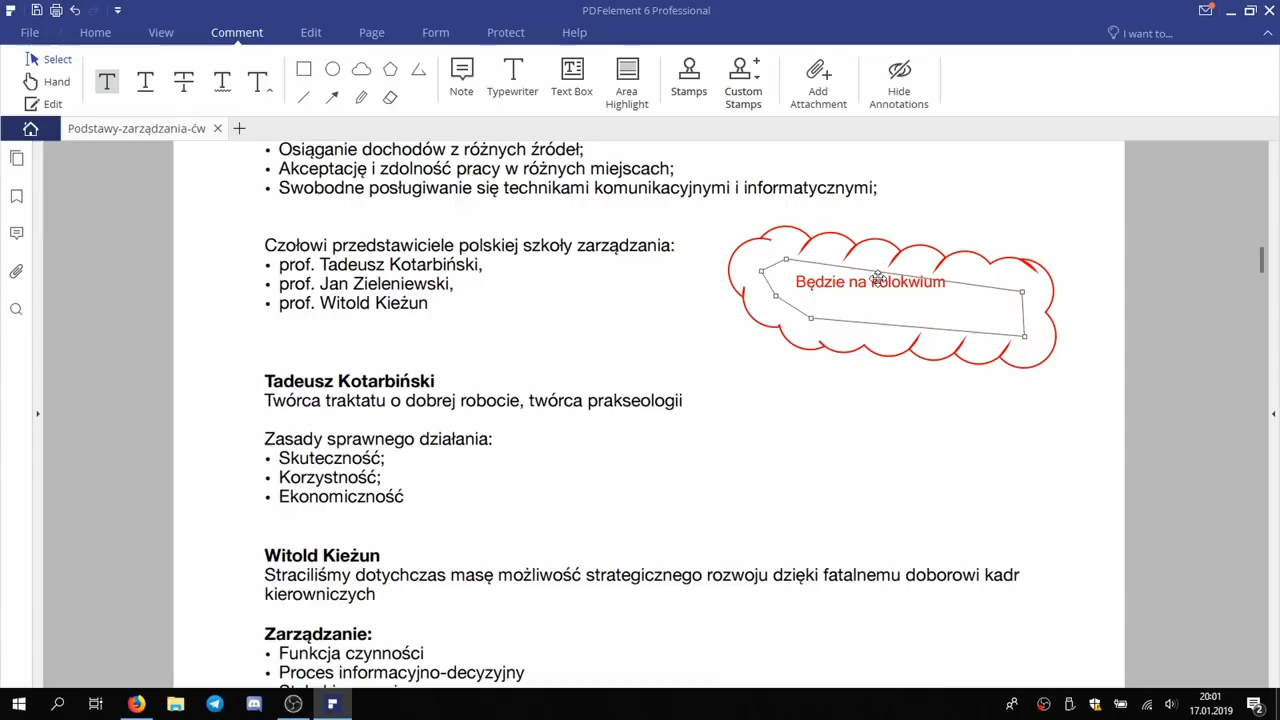 PDFelement 6 Professional
File Home View Comment Edit Page Form Protect Help I want to...
Select
Hand
Edit
Note Typewriter Text Box Area Highlight Stamps Custom Stamps Add Attachment Hide Annotations
Podstawy-zarządzania-ćw
• Osiąganie dochodów z różnych źródeł;
• Akceptację i zdolność pracy w różnych miejscach;
• Swobodne posługiwanie się technikami komunikacyjnymi i informatycznymi;
Czołowi przedstawiciele polskiej szkoły zarządzania:
• prof. Tadeusz Kotarbiński,
• prof. Jan Zieleniewski,
• prof. Witold Kieżun
Będzie na kolokwium
Tadeusz Kotarbiński
Twórca traktatu o dobrej robocie, twórca prakseologii
Zasady sprawnego działania:
• Skuteczność;
• Korzystność;
• Ekonomiczność
Witold Kieżun
Straciliśmy dotychczas masę możliwość strategicznego rozwoju dzięki fatalnemu doborowi kadr
kierowniczych
Zarządzanie:
• Funkcja czynności
• Proces informacyjno-decyzyjny
20:01
17.01.2019
2